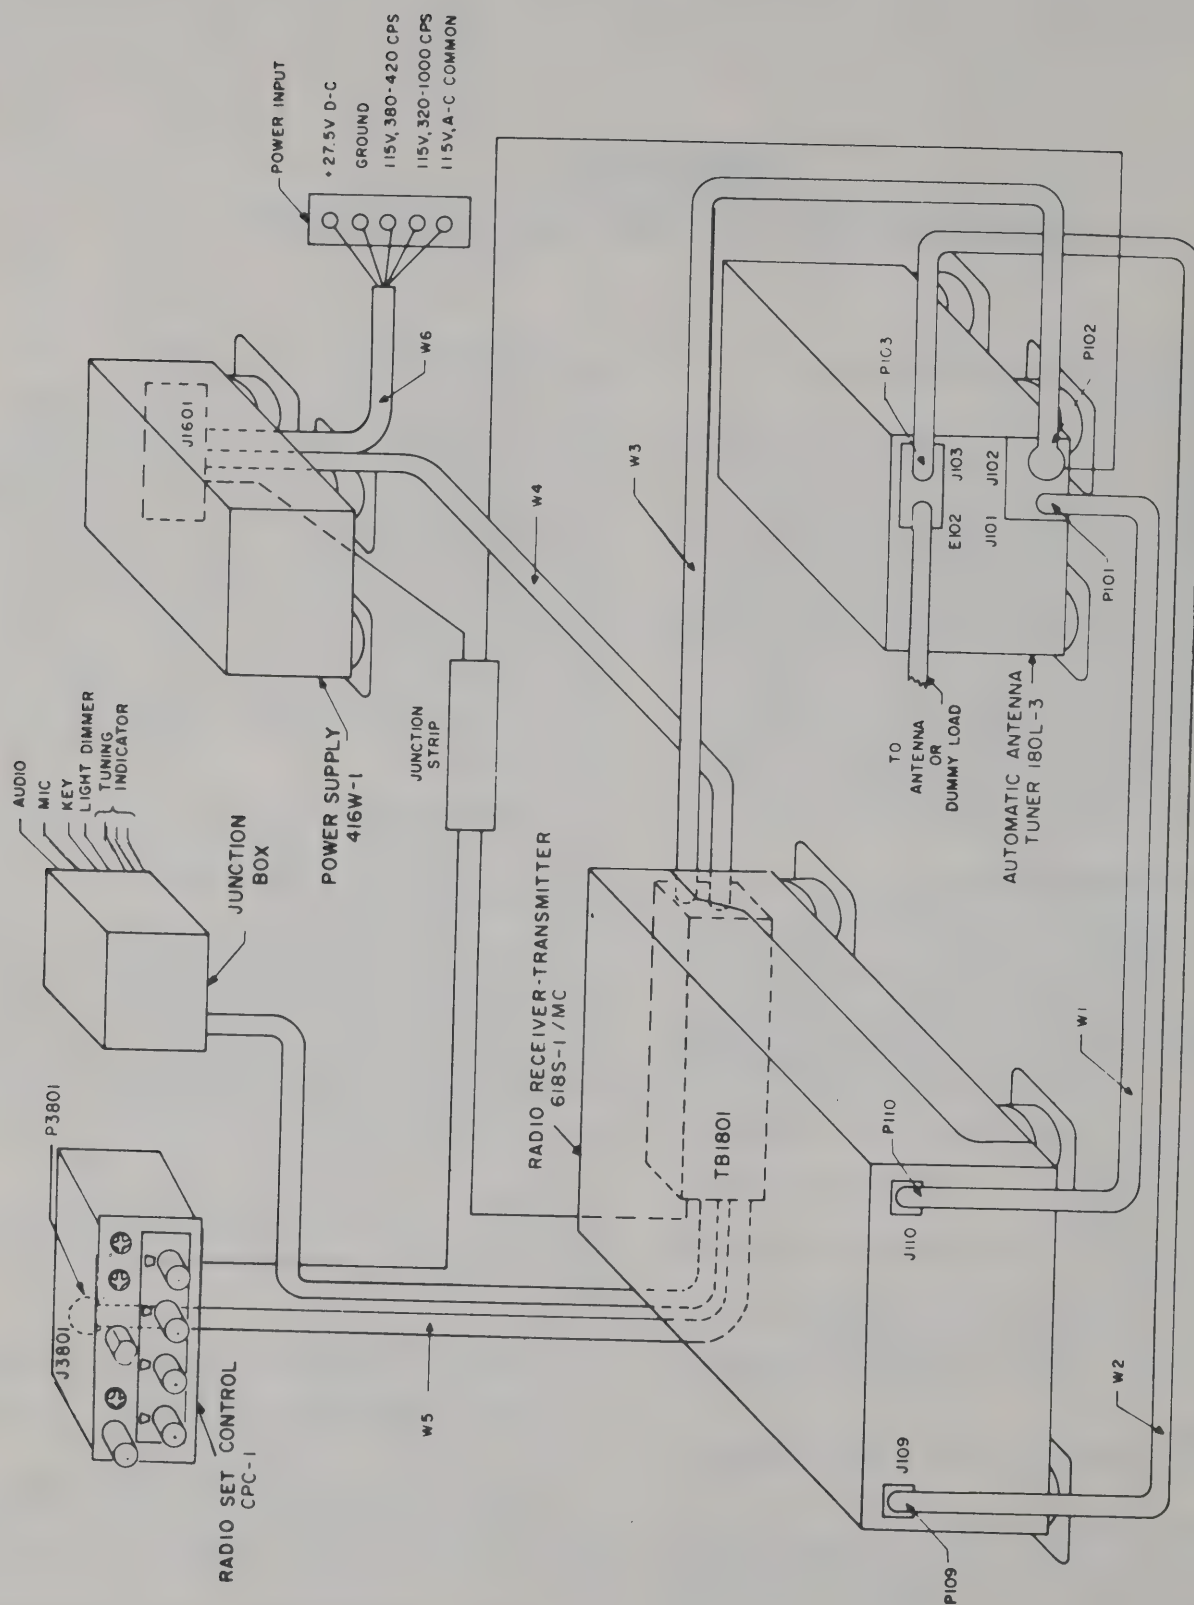 POWER INPUT
+27.5V D-C
GROUND
115V, 380-420 CPS
115V, 320-1000 CPS
115V, A-C COMMON
J1601
W6
AUDIO
MIC
KEY
LIGHT DIMMER
TUNING
INDICATOR
JUNCTION
BOX
POWER SUPPLY
416W-1
W4
JUNCTION
STRIP
W3
P3801
J3801
RADIO SET CONTROL
CPC-1
W5
RADIO RECEIVER-TRANSMITTER
618S-1/MC
TB1801
P103
P102
J103
J102
E102
J101
P101
TO
ANTENNA
OR
DUMMY LOAD
AUTOMATIC ANTENNA
TUNER 180L-3
P110
J110
W1
J109
P109
W2